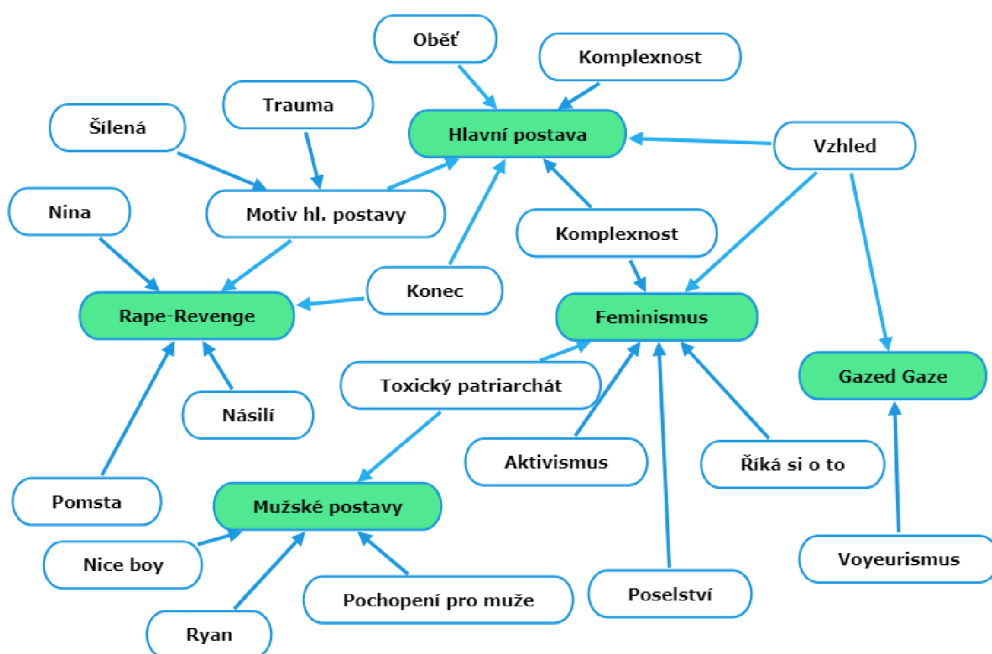 Oběť
Komplexnost
Trauma
Šílená
Hlavní postava
Vzhled
Nina
Motiv hl. postavy
Komplexnost
Konec
Rape-Revenge
Feminismus
Toxický patriarchát
Gazed Gaze
Násilí
Aktivismus
Říká si o to
Pomsta
Mužské postavy
Nice boy
Voyeurismus
Pochopení pro muže
Poselství
Ryan